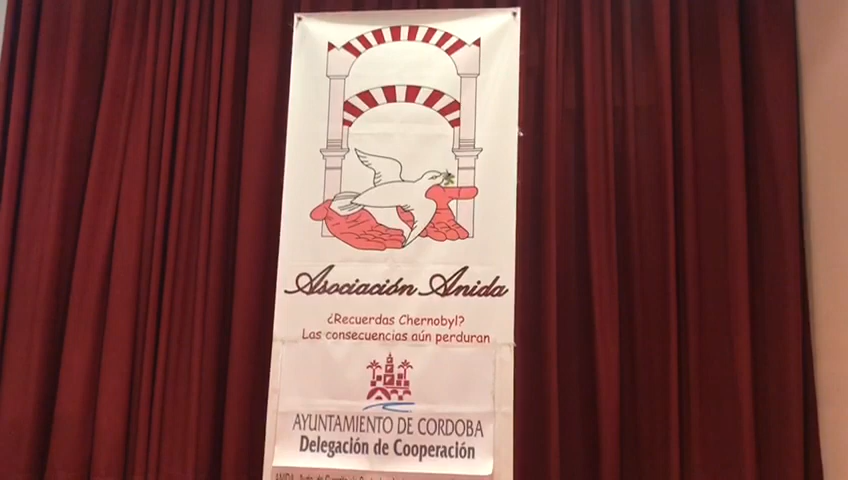 Asociación Anida
¿Recuerdas Chernobyl?
Las consecuencias aún perduran
AYUNTAMIENTO DE CORDOBA
Delegación de Cooperación